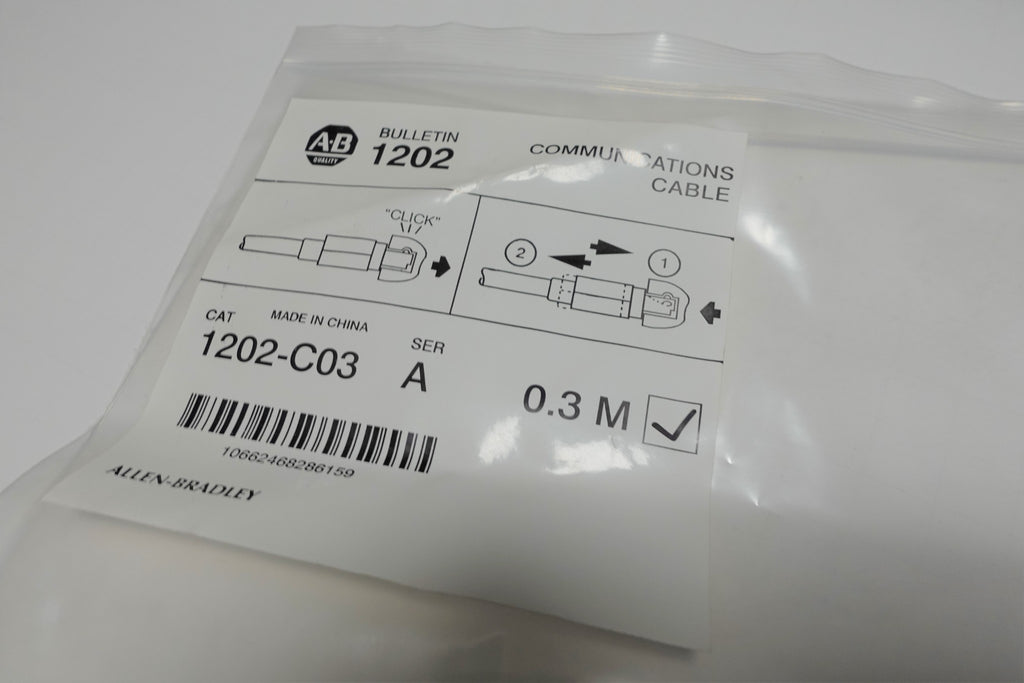 A-B
QUALITY
BULLETIN
1202
COMMUNICATIONS
CABLE
"CLICK"
2
1
CAT
MADE IN CHINA
SER
1202-C03
A
0.3 M
10662468286159
ALLEN-BRADLEY